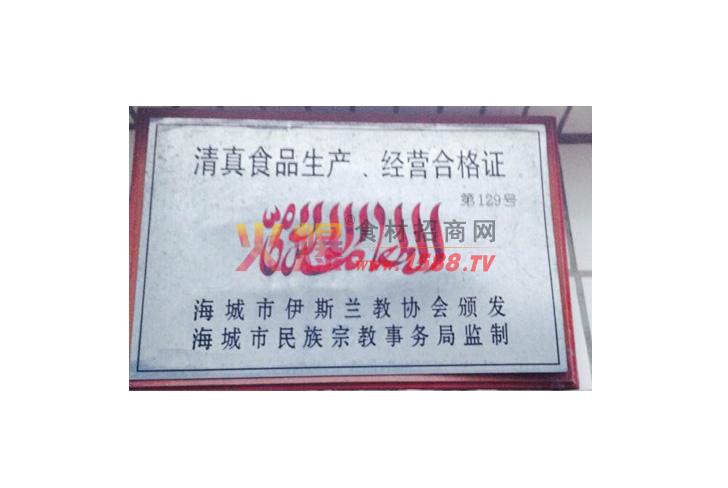 清真食品生产、经营合格证
第129号
火爆®食材招商网
www.1588.TV
海城市伊斯兰教协会颁发
海城市民族宗教事务局监制